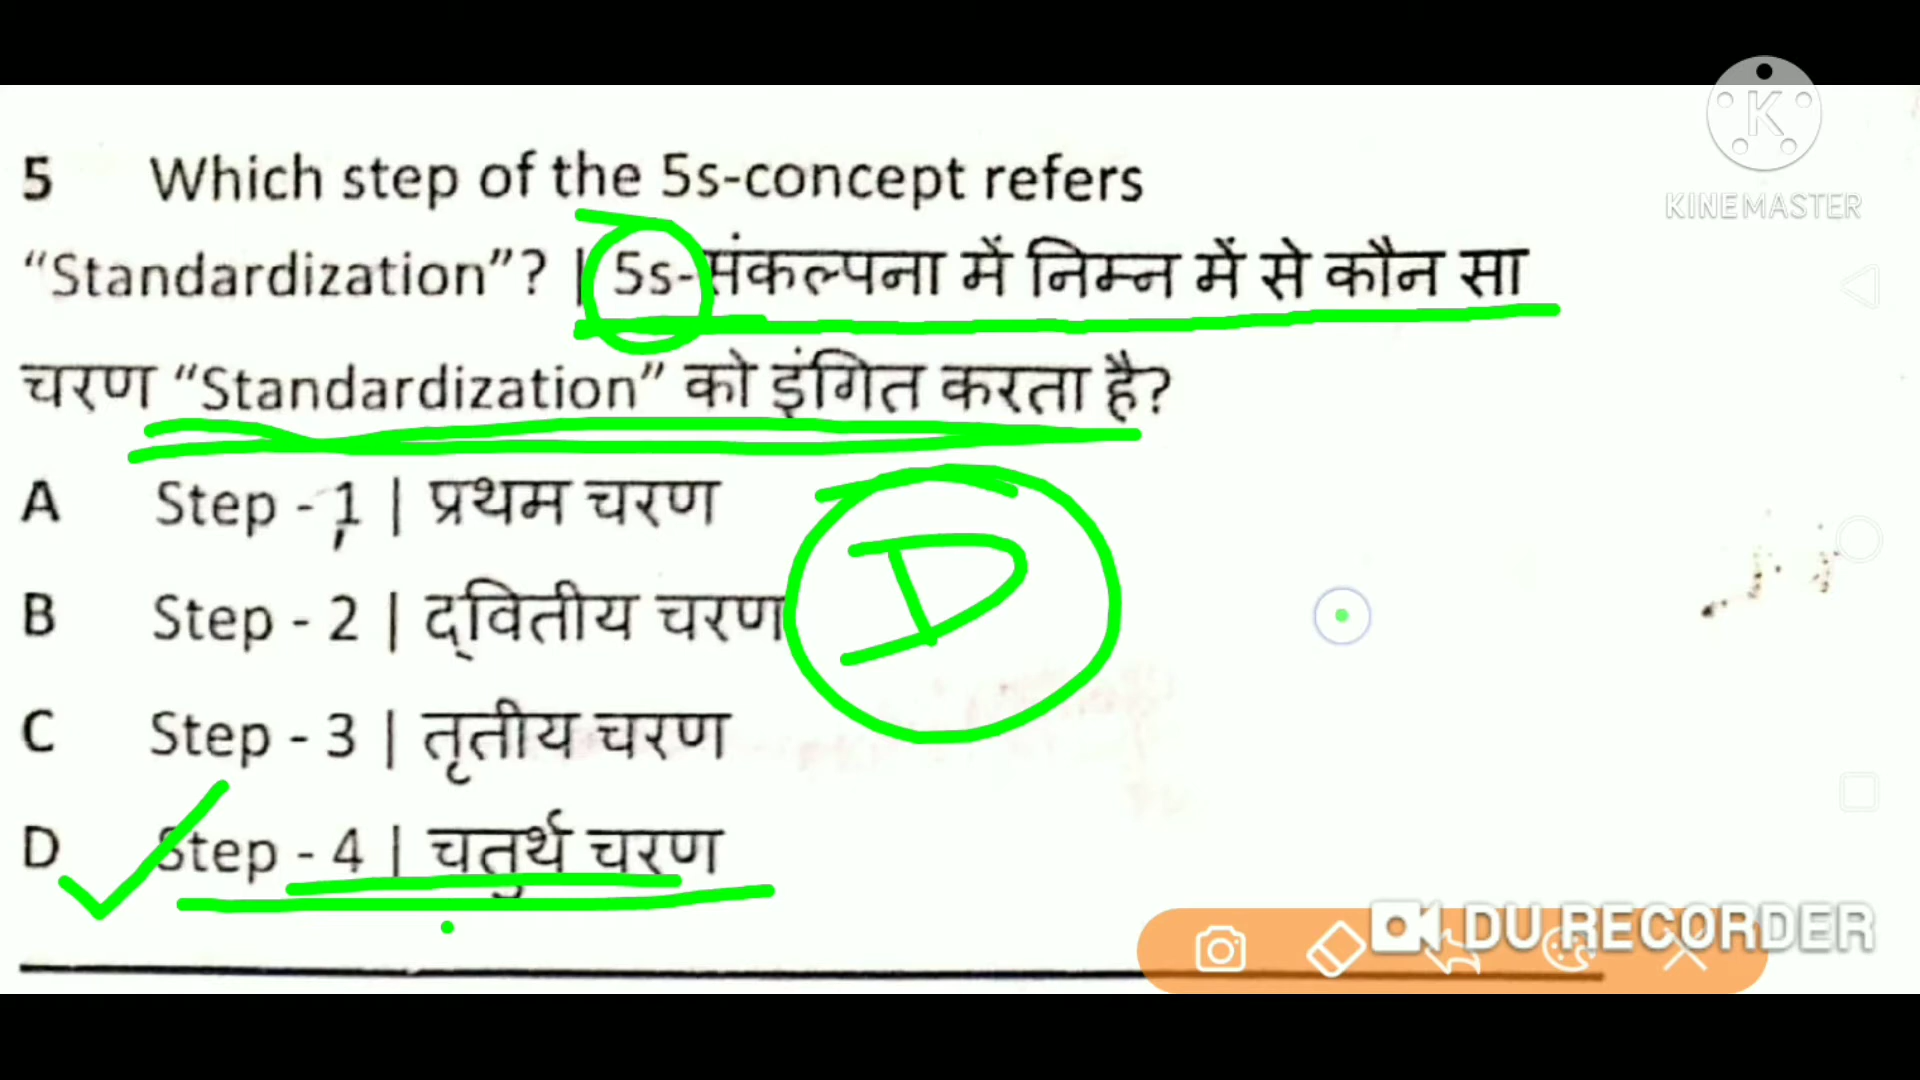 KINEMASTER
5 Which step of the 5s-concept refers
“Standardization”? | 5s-संकल्पना में निम्न में से कौन सा
चरण “Standardization” को इंगित करता है?
A Step - 1 | प्रथम चरण
B Step - 2 | द्वितीय चरण
C Step - 3 | तृतीय चरण
D Step - 4 | चतुर्थ चरण
D
DU RECORDER